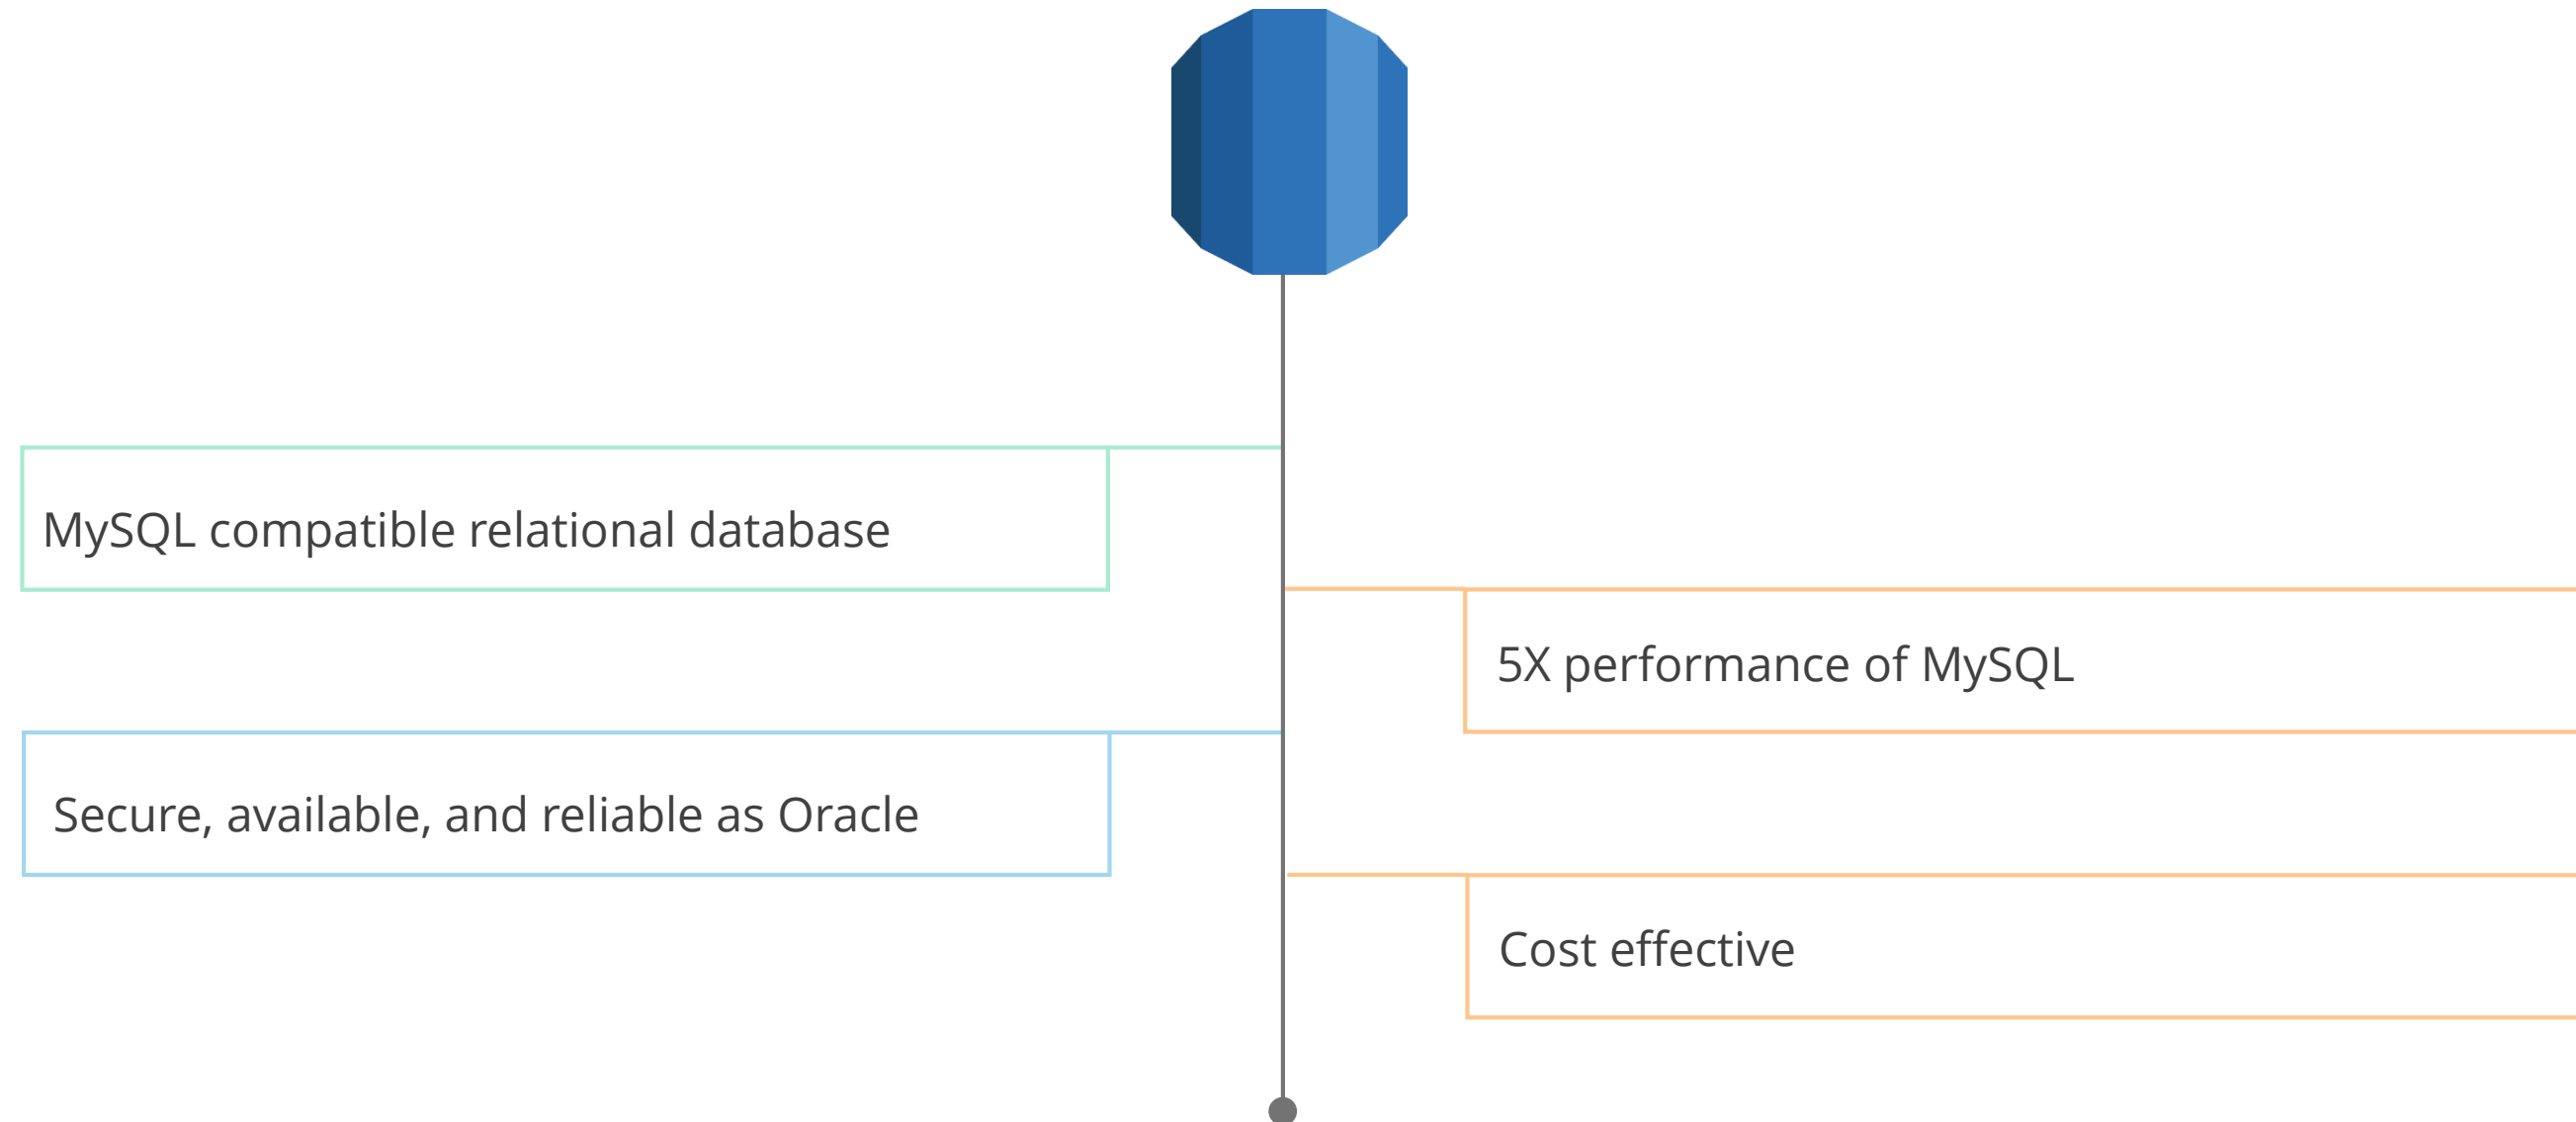 MySQL compatible relational database
5X performance of MySQL
Secure, available, and reliable as Oracle
Cost effective